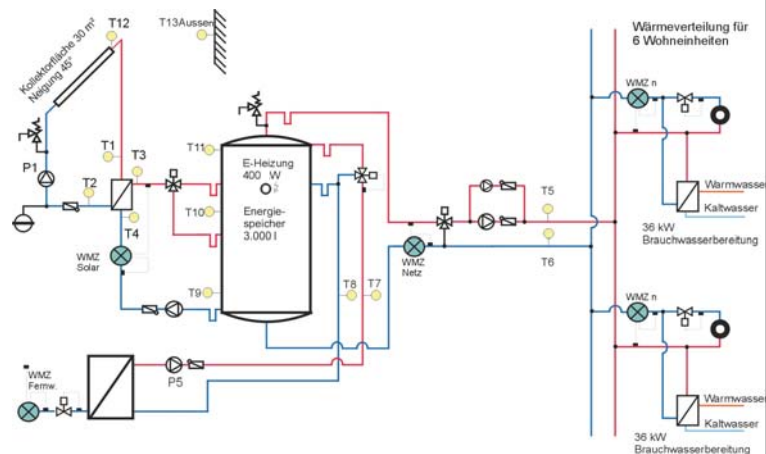 T12
T13Aussen
Kollektorfläche 30 m²
Neigung 45°
Wärmeverteilung für
6 Wohneinheiten
WMZ n
P1
T1
T3
T2
T4
WMZ
Solar
T11
E-Heizung
400 W
T10
Energie-
speicher
3.000 l
T9
T8
T7
WMZ
Netz
T5
T6
Warmwasser
Kaltwasser
36 kW
Brauchwasserbereitung
WMZ n
P5
WMZ
Fernw.
Warmwasser
Kaltwasser
36 kW
Brauchwasserbereitung